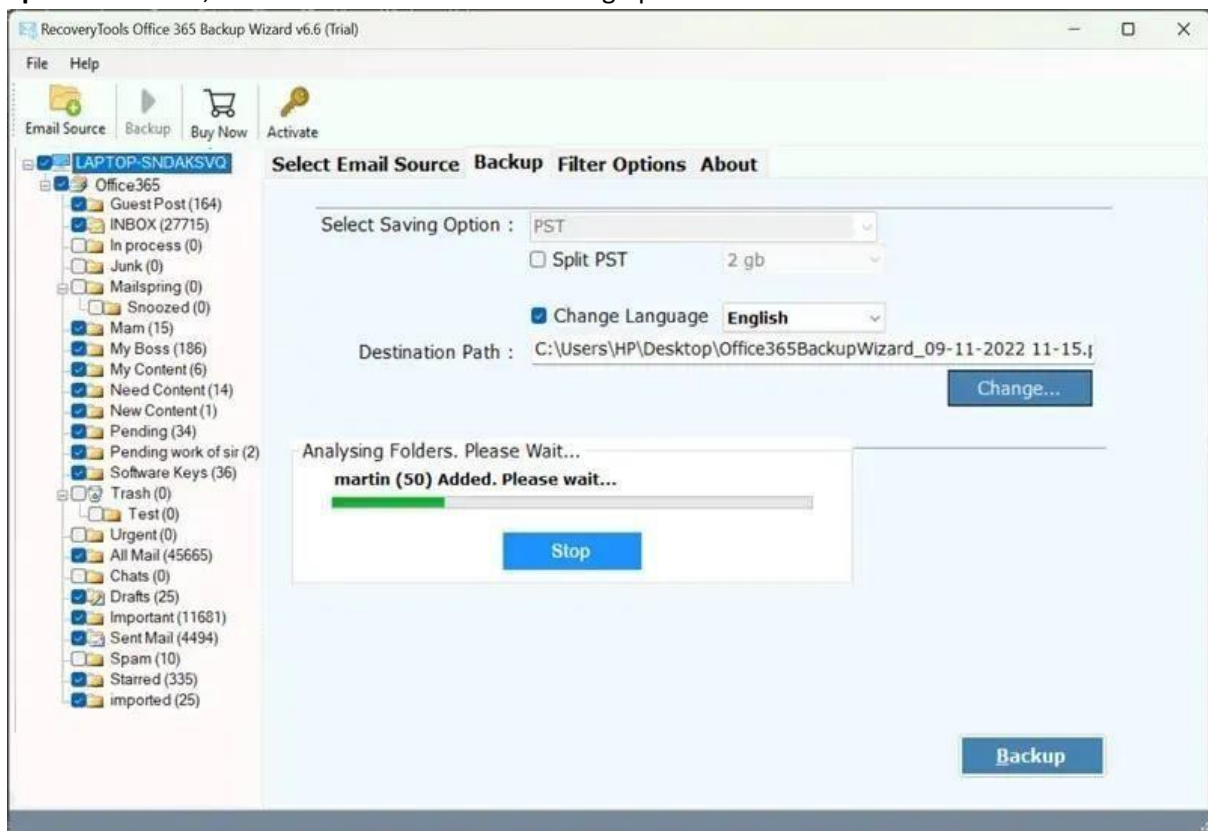 RecoveryTools Office 365 Backup Wizard v6.6 (Trial)
File Help
Email Source Backup Buy Now Activate
LAPTOP-SNDAKSVQ
Office365
Guest Post (164)
INBOX (27715)
In process (0)
Junk (0)
Mailspring (0)
Snoozed (0)
Mam (15)
My Boss (186)
My Content (6)
Need Content (14)
New Content (1)
Pending (34)
Pending work of sir (2)
Software Keys (36)
Trash (0)
Test (0)
Urgent (0)
All Mail (45665)
Chats (0)
Drafts (25)
Important (11681)
Sent Mail (4494)
Spam (10)
Starred (335)
imported (25)
Select Email Source Backup Filter Options About
Select Saving Option : PST
Split PST 2 gb
Change Language English
Destination Path : C:\Users\HP\Desktop\Office365BackupWizard_09-11-2022 11-15.p
Change...
Analysing Folders. Please Wait...
martin (50) Added. Please wait...
Stop
Backup